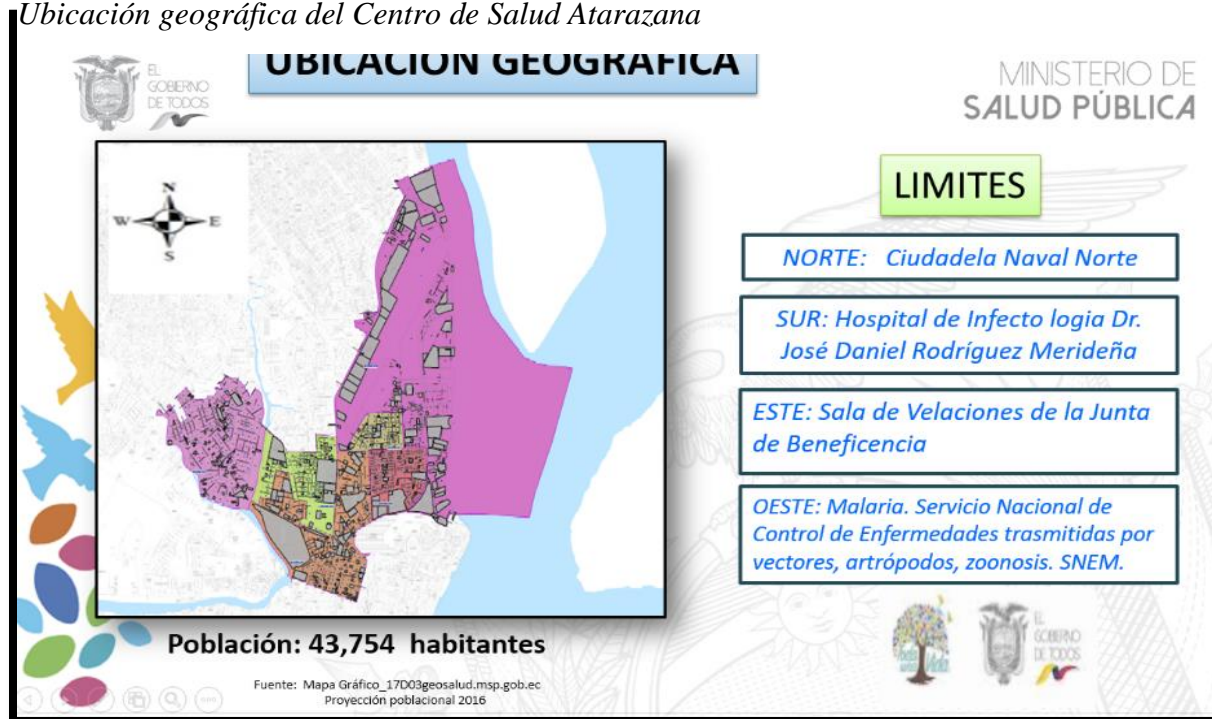 Ubicación geográfica del Centro de Salud Atarazana
UBICACIÓN GEOGRÁFICA
EL
GOBIERNO
DE TODOS
MINISTERIO DE
SALUD PÚBLICA
N
W E
S
LIMITES
NORTE: Ciudadela Naval Norte
SUR: Hospital de Infecto logia Dr.
José Daniel Rodríguez Merideña
ESTE: Sala de Velaciones de la Junta
de Beneficencia
OESTE: Malaria. Servicio Nacional de
Control de Enfermedades trasmitidas por
vectores, artrópodos, zoonosis. SNEM.
Población: 43,754 habitantes
Fuente: Mapa Gráfico_17D03geosalud.msp.gob.ec
Proyección poblacional 2016
EL
GOBIERNO
DE TODOS